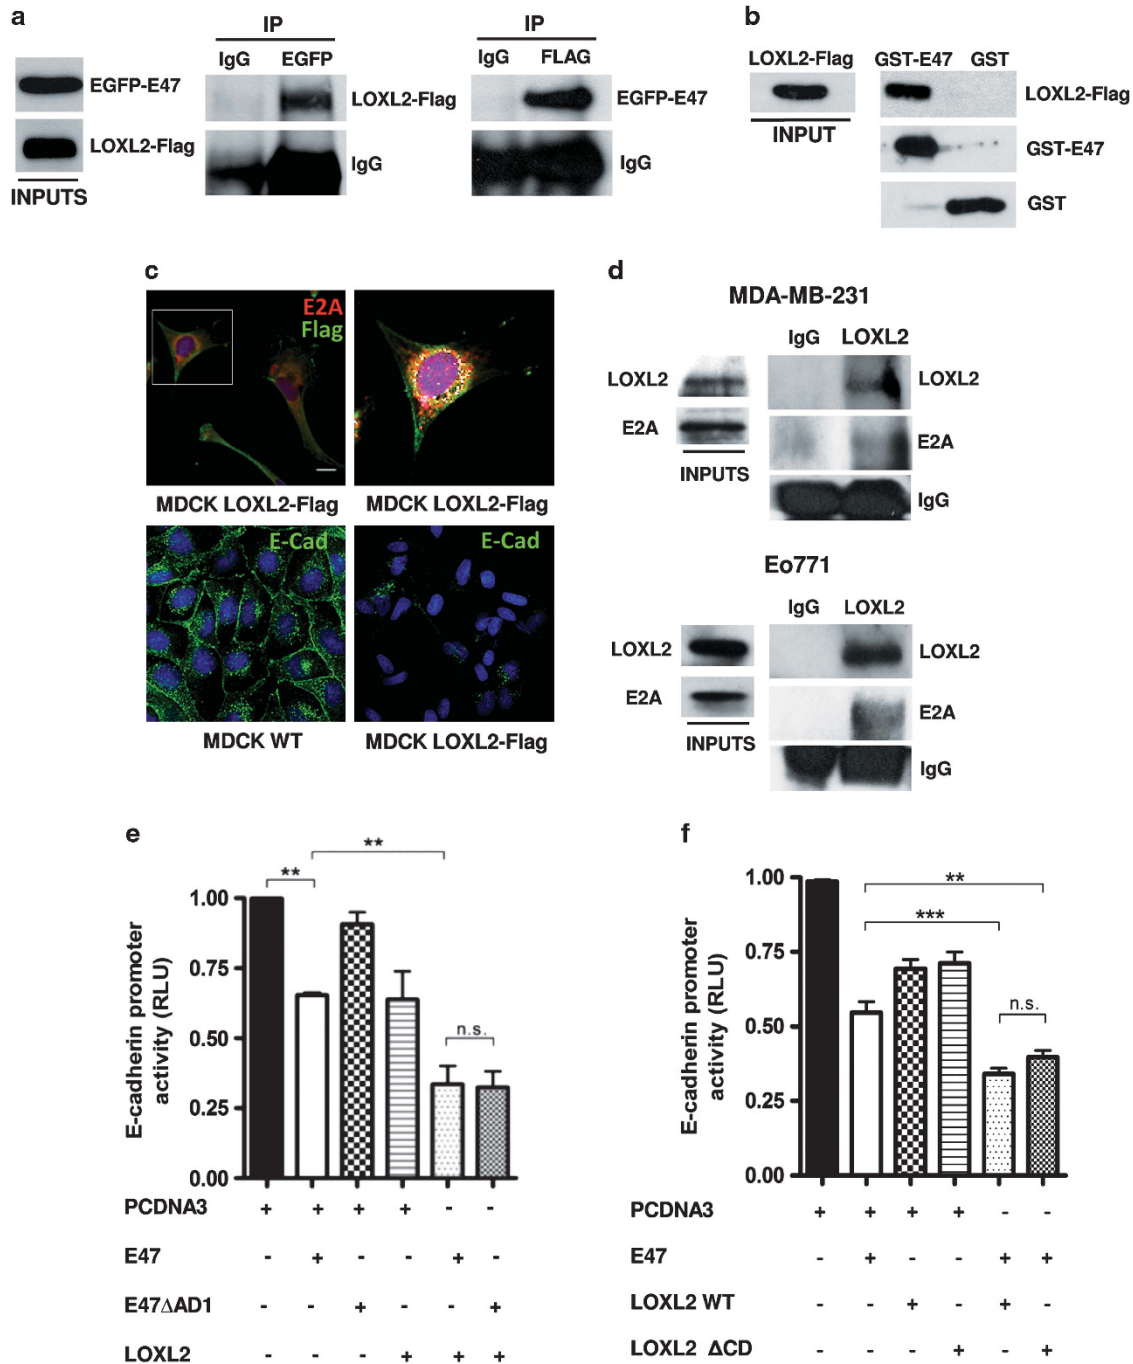 a
IP
IgG EGFP
EGFP-E47
LOXL2-Flag
INPUTS
LOXL2-Flag
IgG
IP
IgG FLAG
EGFP-E47
IgG
b
LOXL2-Flag
INPUT
GST-E47 GST
LOXL2-Flag
GST-E47
GST
c
E2A
Flag
MDCK LOXL2-Flag
MDCK LOXL2-Flag
E-Cad
MDCK WT
E-Cad
MDCK LOXL2-Flag
d
MDA-MB-231
IgG LOXL2
LOXL2
E2A
INPUTS
LOXL2
E2A
IgG
Eo771
IgG LOXL2
LOXL2
E2A
INPUTS
LOXL2
E2A
IgG
e
**
**
n.s.
E-cadherin promoter
activity (RLU)
1.00
0.75
0.50
0.25
0.00
PCDNA3 + + + + - -
E47 - + - - + -
E47ΔAD1 - - + - - +
LOXL2 - - - + + +
f
**
***
n.s.
E-cadherin promoter
activity (RLU)
1.00
0.75
0.50
0.25
0.00
PCDNA3 + + + + - -
E47 - + - - + +
LOXL2 WT - - + - + -
LOXL2 ΔCD - - - + - +